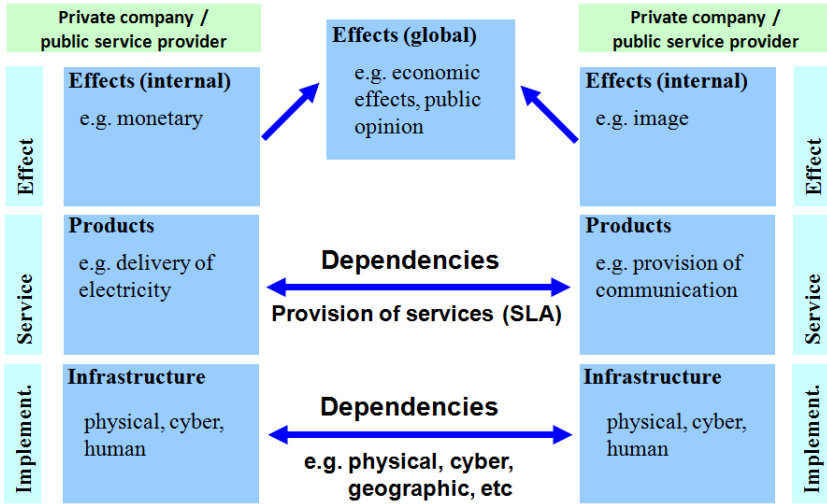 Private company /
public service provider
Effects (global)
e.g. economic
effects, public
opinion
Private company /
public service provider
Effect
Effects (internal)
e.g. monetary
Effects (internal)
e.g. image
Effect
Service
Products
e.g. delivery of
electricity
Dependencies
Provision of services (SLA)
Products
e.g. provision of
communication
Service
Implement.
Infrastructure
physical, cyber,
human
Dependencies
e.g. physical, cyber,
geographic, etc
Infrastructure
physical, cyber,
human
Implement.